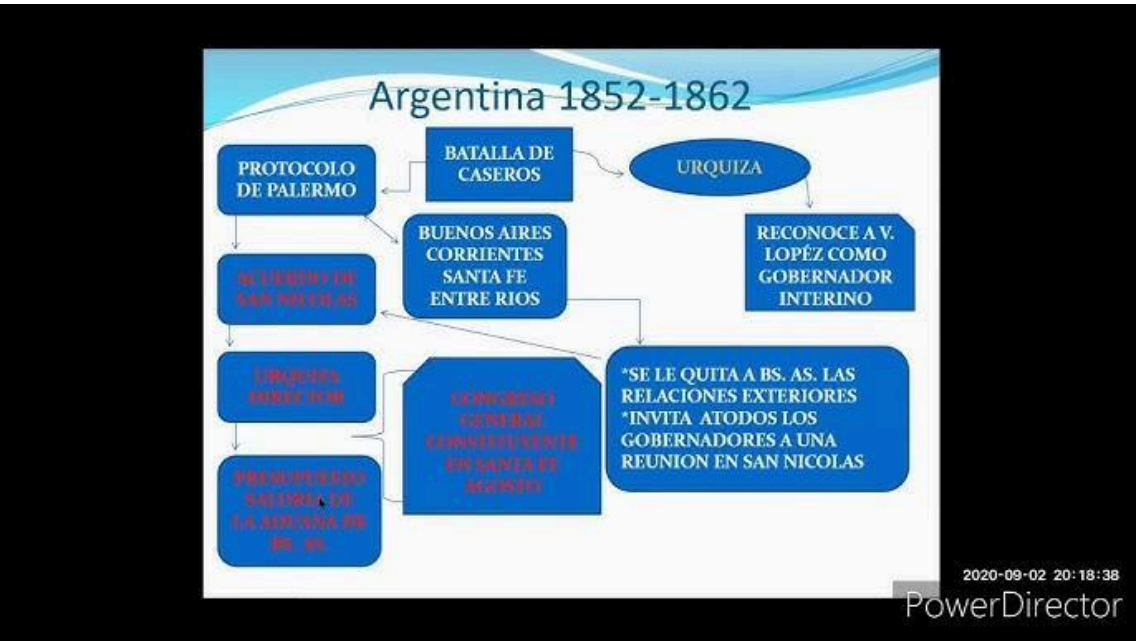 Argentina 1852-1862
PROTOCOLO
DE PALERMO
BATALLA DE
CASEROS
URQUIZA
BUENOS AIRES
CORRIENTES
SANTA FE
ENTRE RIOS
RECONOCE A V.
LOPÉZ COMO
GOBERNADOR
INTERINO
ACUERDO DE
SAN NICOLAS
URQUIZA
DIRECTOR
CONGRESO
GENERAL
CONSTITUYENTE
EN SANTA FE
AGOSTO
*SE LE QUITA A BS. AS. LAS
RELACIONES EXTERIORES
*INVITA ATODOS LOS
GOBERNADORES A UNA
REUNION EN SAN NICOLAS
PRESUPUESTO
DE
LA ADUANA DE
BS. AS.
2020-09-02 20:18:38
PowerDirector